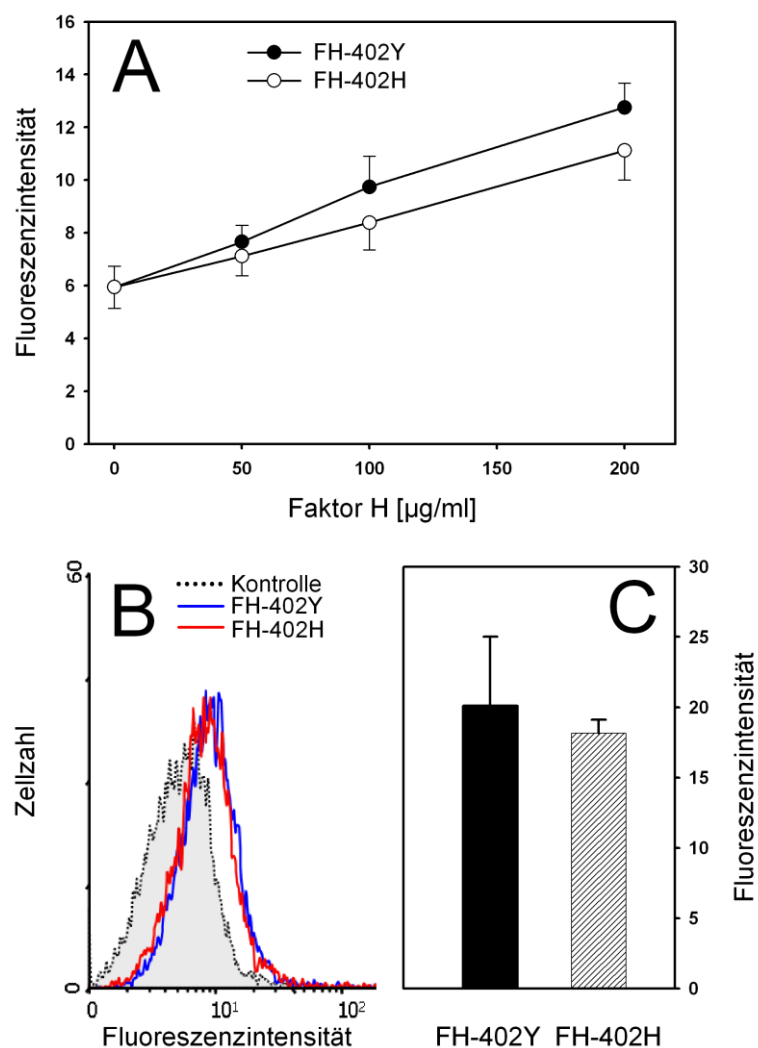 A
FH-402Y
FH-402H
Fluoreszenzintensität
16
14
12
10
8
6
4
2
0
0 50 100 150 200
Faktor H [µg/ml]
B
Kontrolle
FH-402Y
FH-402H
Zellzahl
60
0
0 10¹ 10²
Fluoreszenzintensität
C
30
25
20
15
10
5
0
Fluoreszenzintensität
FH-402Y FH-402H